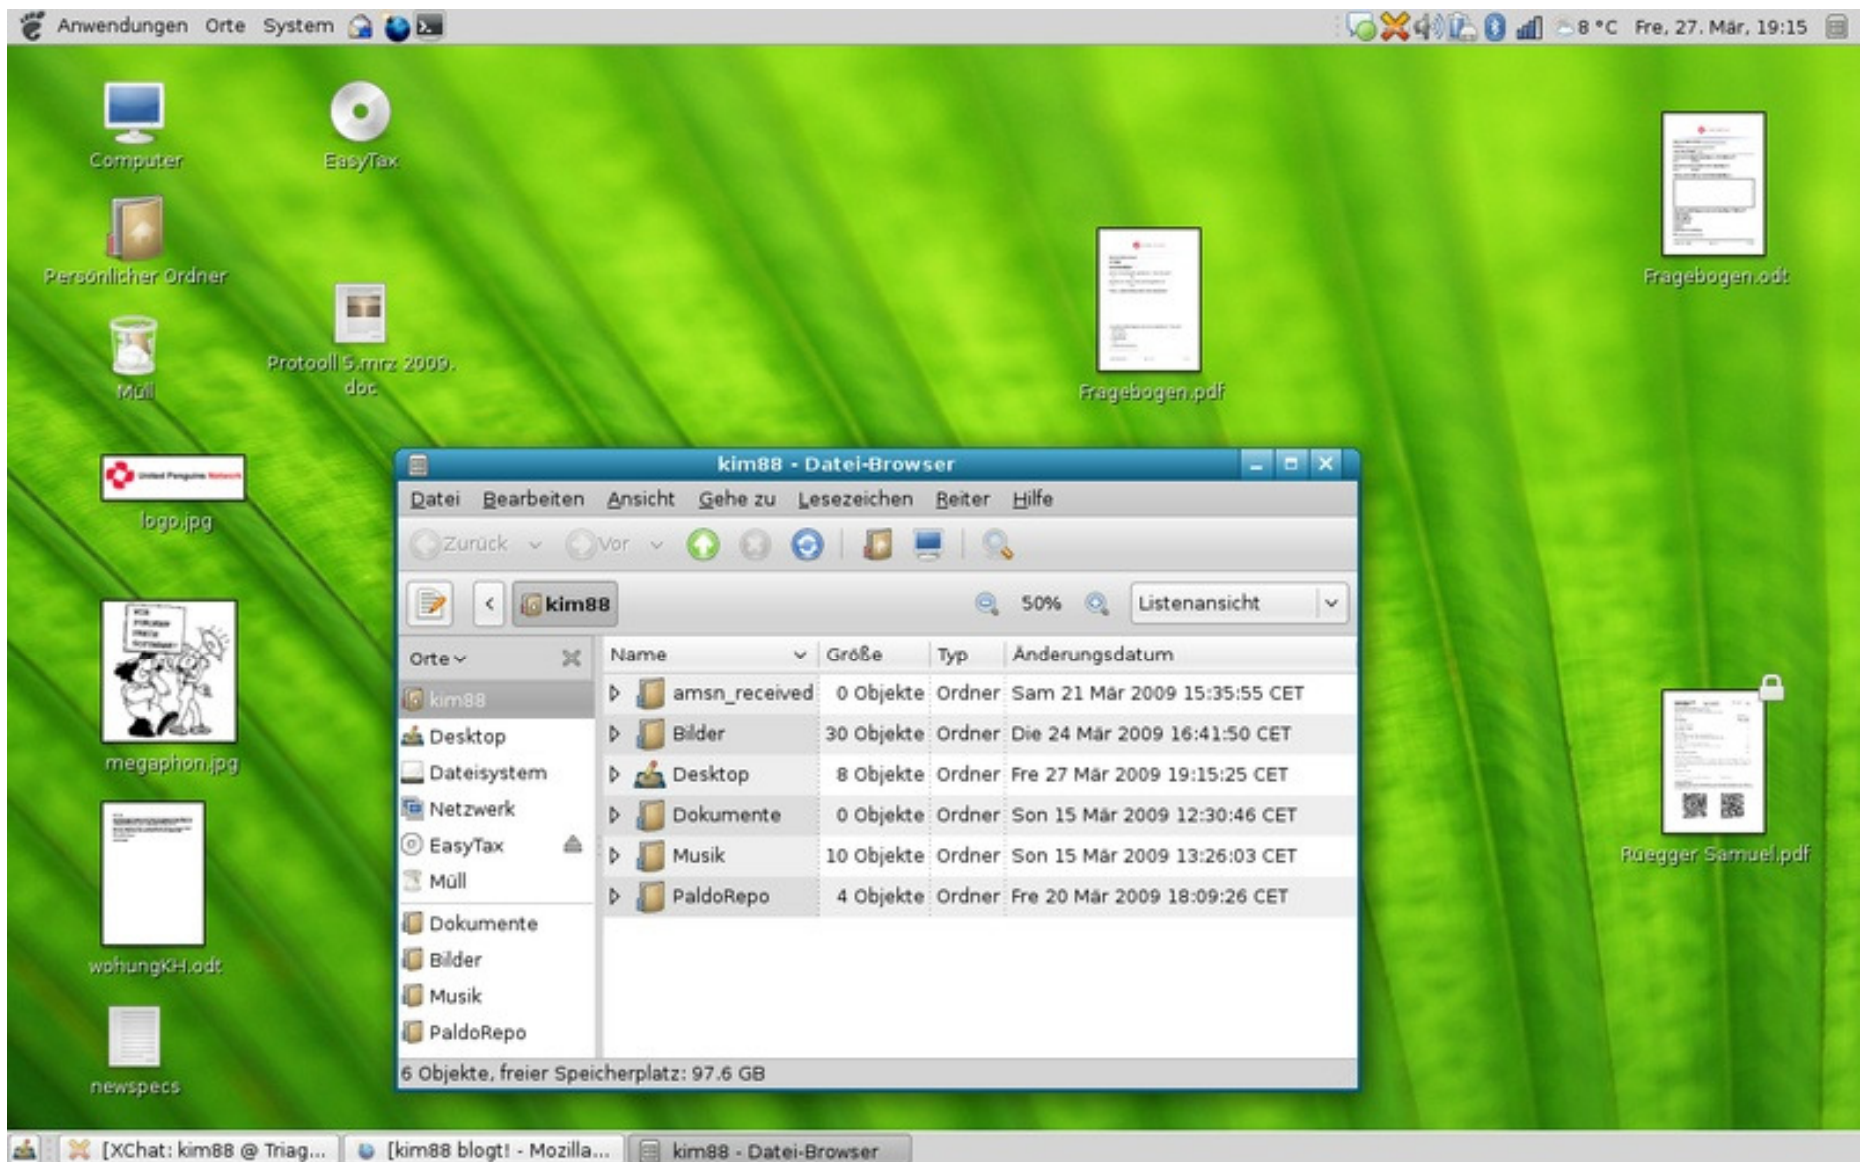 Anwendungen Orte System
8 °C Fre, 27. Mär, 19:15
Computer
EasyTax
Persönlicher Ordner
Protooll 5.mrz 2009.
doc
Müll
United Penguins Network
logo.jpg
megaphon.jpg
wohungKH.odt
newspecs
Fragebogen.pdf
Fragebogen.odt
Rüegger Samuel.pdf
kim88 - Datei-Browser
Datei Bearbeiten Ansicht Gehe zu Lesezeichen Reiter Hilfe
Zurück Vor
kim88 50% Listenansicht
Orte
kim88
Desktop
Dateisystem
Netzwerk
EasyTax
Müll
Dokumente
Bilder
Musik
PaldoRepo
Name Größe Typ Änderungsdatum
amsn_received 0 Objekte Ordner Sam 21 Mär 2009 15:35:55 CET
Bilder 30 Objekte Ordner Die 24 Mär 2009 16:41:50 CET
Desktop 8 Objekte Ordner Fre 27 Mär 2009 19:15:25 CET
Dokumente 0 Objekte Ordner Son 15 Mär 2009 12:30:46 CET
Musik 10 Objekte Ordner Son 15 Mär 2009 13:26:03 CET
PaldoRepo 4 Objekte Ordner Fre 20 Mär 2009 18:09:26 CET
6 Objekte, freier Speicherplatz: 97.6 GB
[XChat: kim88 @ Triag... [kim88 blogt! - Mozilla... kim88 - Datei-Browser